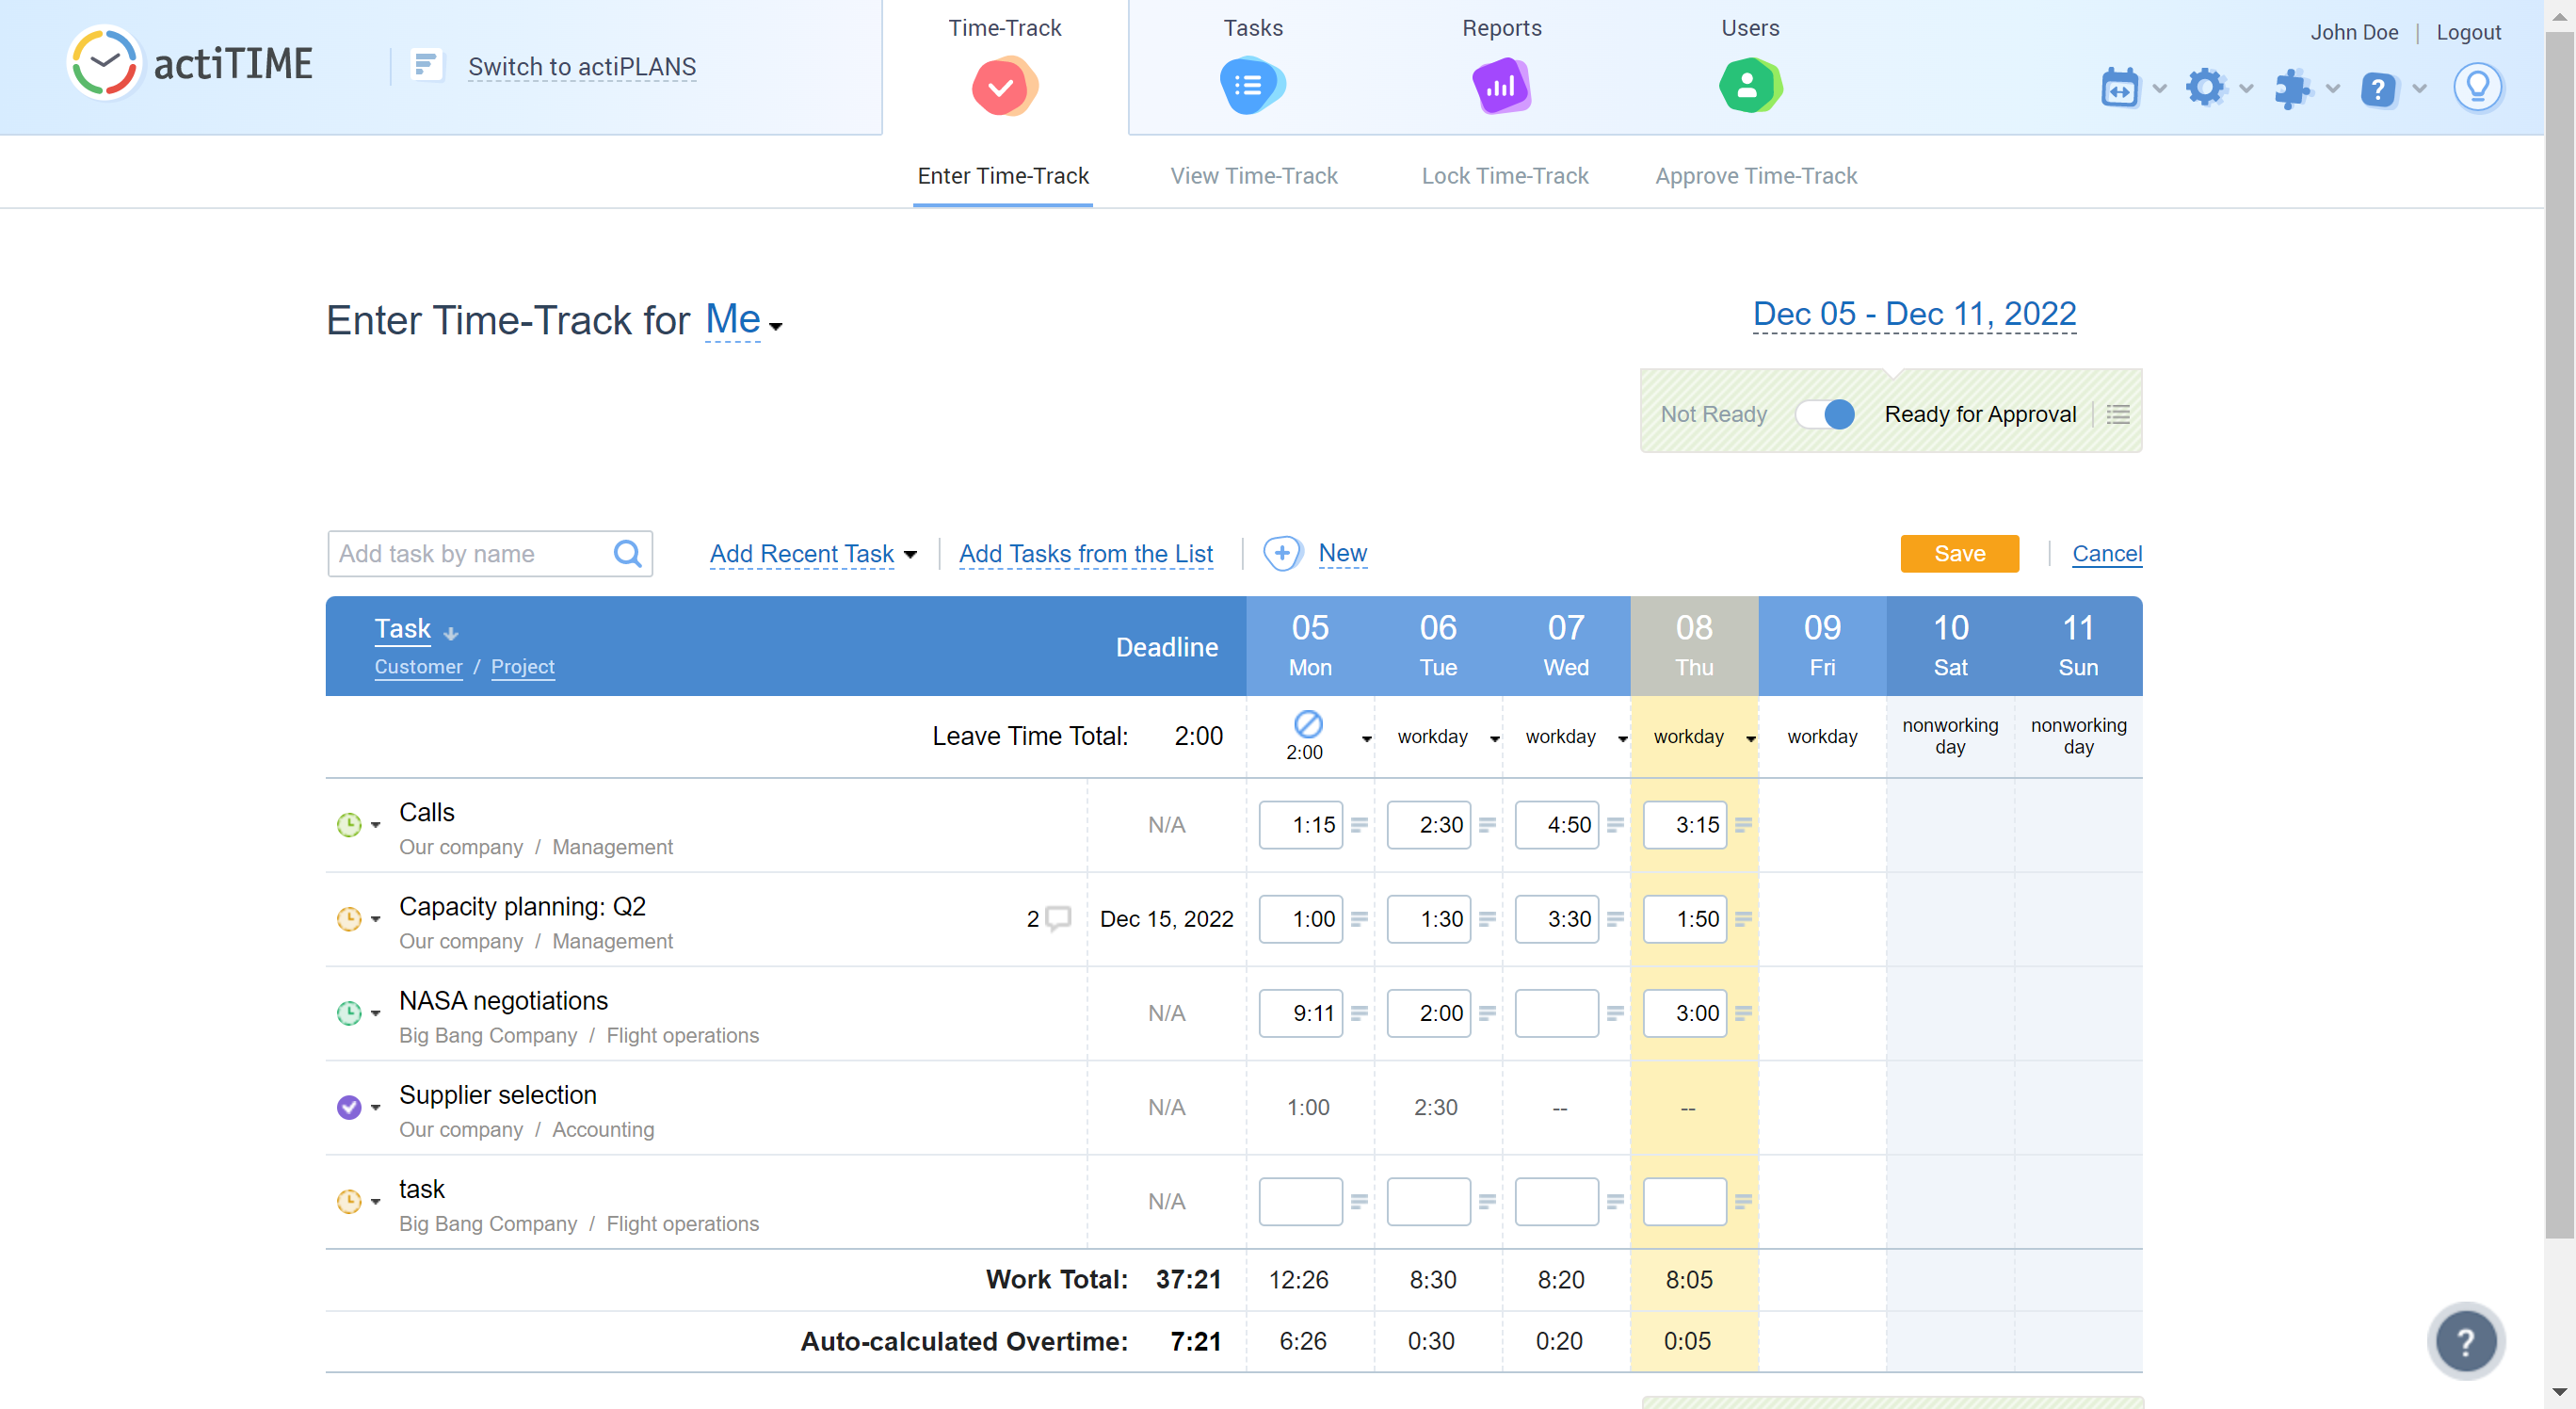 Time-Track Tasks Reports Users John Doe | Logout
actiTIME Switch to actiPLANS
Enter Time-Track View Time-Track Lock Time-Track Approve Time-Track
Enter Time-Track for Me Dec 05 - Dec 11, 2022
Not Ready Ready for Approval
Add task by name Add Recent Task Add Tasks from the List New Save Cancel
Task Deadline 05 06 07 08 09 10 11
Customer / Project Mon Tue Wed Thu Fri Sat Sun
Leave Time Total: 2:00 2:00 workday workday workday workday nonworking day nonworking day
Calls N/A 1:15 2:30 4:50 3:15
Our company / Management
Capacity planning: Q2 2 Dec 15, 2022 1:00 1:30 3:30 1:50
Our company / Management
NASA negotiations N/A 9:11 2:00 3:00
Big Bang Company / Flight operations
Supplier selection N/A 1:00 2:30 -- --
Our company / Accounting
task N/A
Big Bang Company / Flight operations
Work Total: 37:21 12:26 8:30 8:20 8:05
Auto-calculated Overtime: 7:21 6:26 0:30 0:20 0:05
?